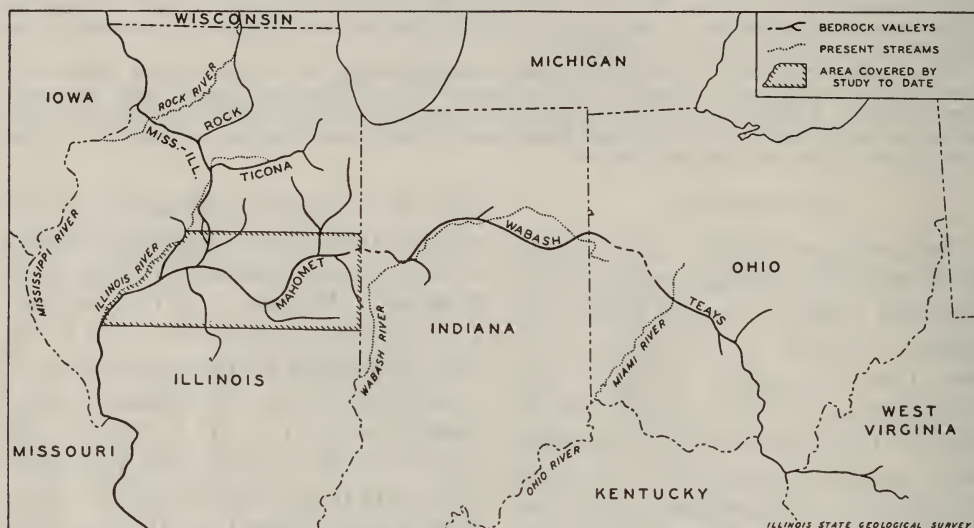 WISCONSIN
BEDROCK VALLEYS
PRESENT STREAMS
AREA COVERED BY
STUDY TO DATE
MICHIGAN
IOWA
ROCK RIVER
ROCK
MISS.-ILL.
TICONA
MISSISSIPPI RIVER
ILLINOIS RIVER
MAHOMET
WABASH
OHIO
TEAYS
INDIANA
WABASH RIVER
MIAMI RIVER
ILLINOIS
WEST
VIRGINIA
MISSOURI
OHIO RIVER
KENTUCKY
ILLINOIS STATE GEOLOGICAL SURVEY